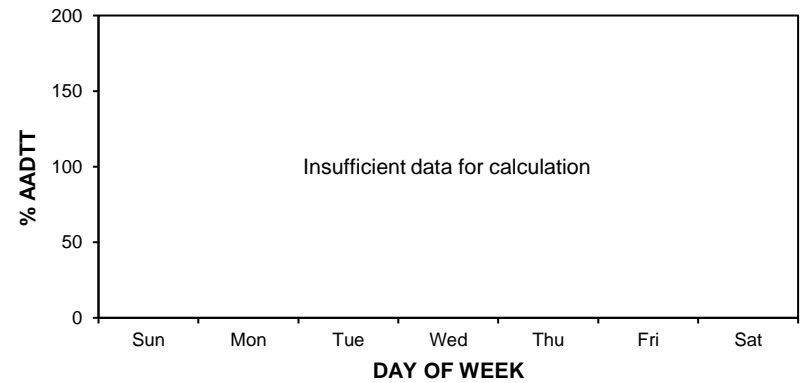 200
150
100
50
0
% AADTT
Insufficient data for calculation
Sun Mon Tue Wed Thu Fri Sat
DAY OF WEEK